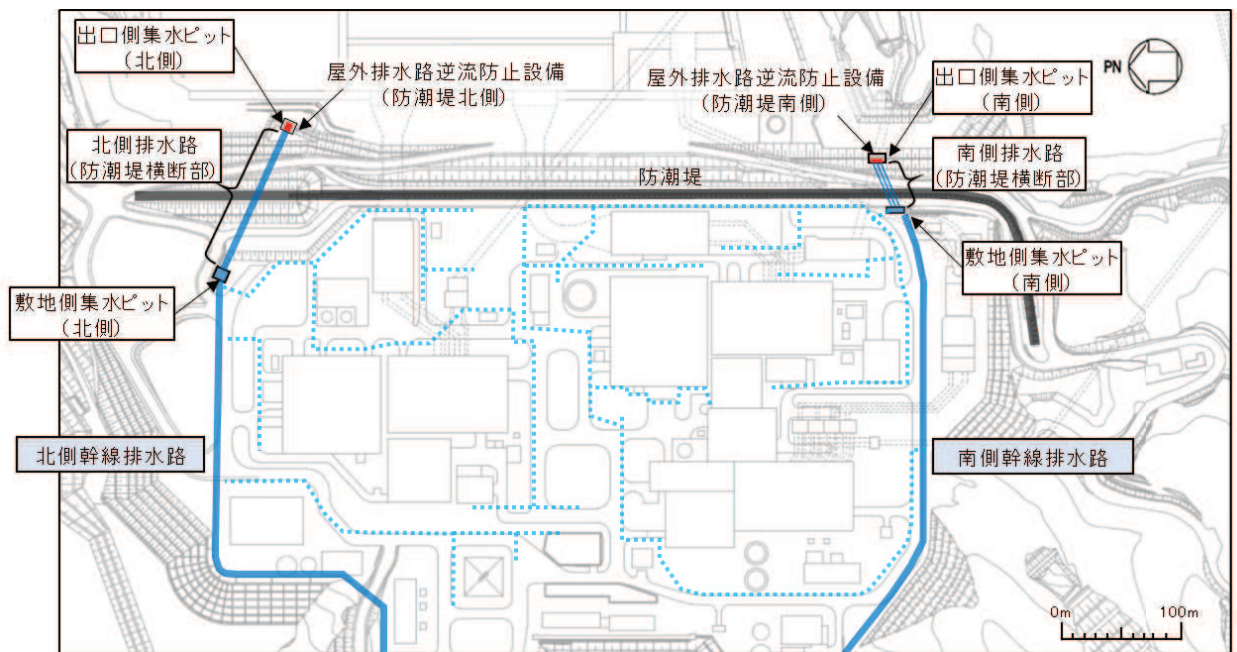 出口側集水ピット
(北側)
屋外排水路逆流防止設備
(防潮堤北側)
屋外排水路逆流防止設備
(防潮堤南側)
出口側集水ピット
(南側)
PN
北側排水路
(防潮堤横断部)
防潮堤
南側排水路
(防潮堤横断部)
敷地側集水ピット
(北側)
敷地側集水ピット
(南側)
北側幹線排水路
南側幹線排水路
0m 100m